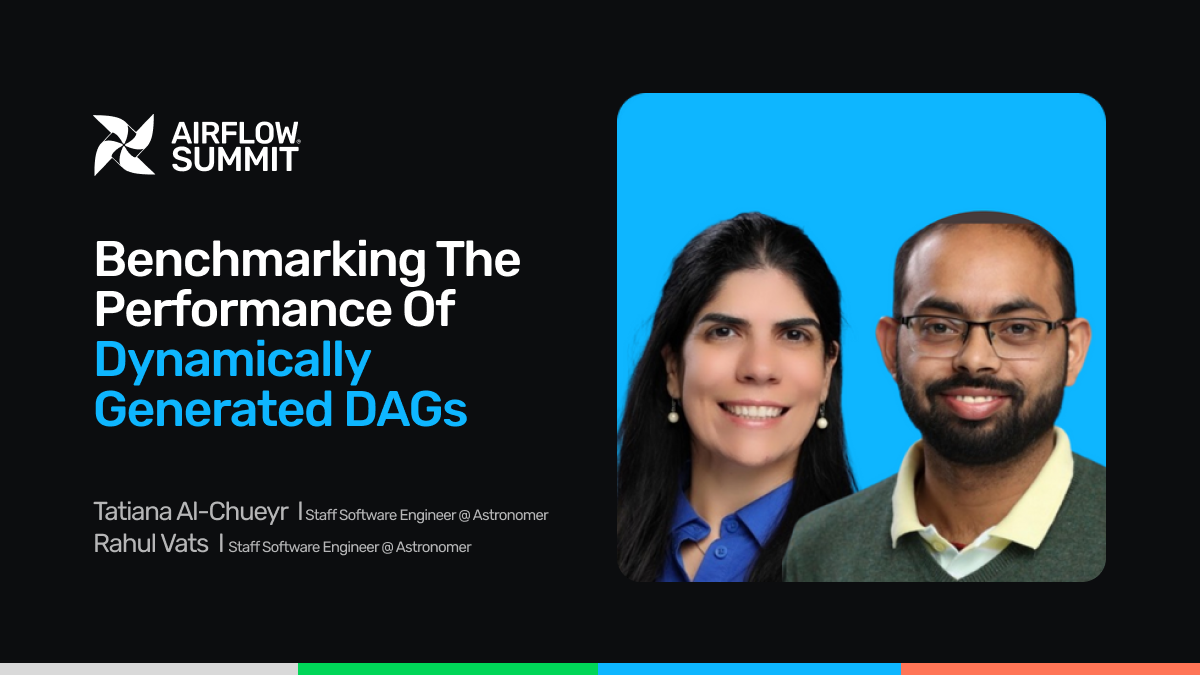 AIRFLOW
SUMMIT
Benchmarking The
Performance Of
Dynamically
Generated DAGs
Tatiana Al-Chueyr | Staff Software Engineer @ Astronomer
Rahul Vats | Staff Software Engineer @ Astronomer